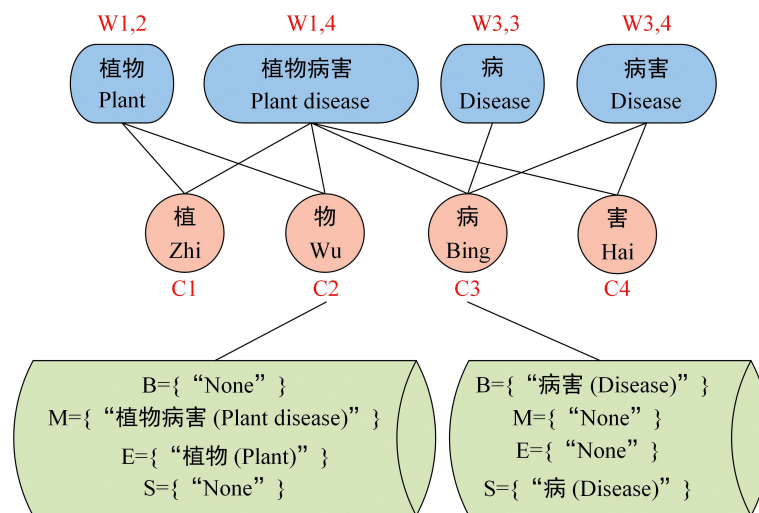 W1,2 W1,4 W3,3 W3,4
植物 植物病害 病 病害
Plant Plant disease Disease Disease
植 物 病 害
Zhi Wu Bing Hai
C1 C2 C3 C4
B={“None”}
M={“植物病害 (Plant disease)”}
E={“植物 (Plant)”}
S={“None”}
B={“病害 (Disease)”}
M={“None”}
E={“None”}
S={“病 (Disease)”}